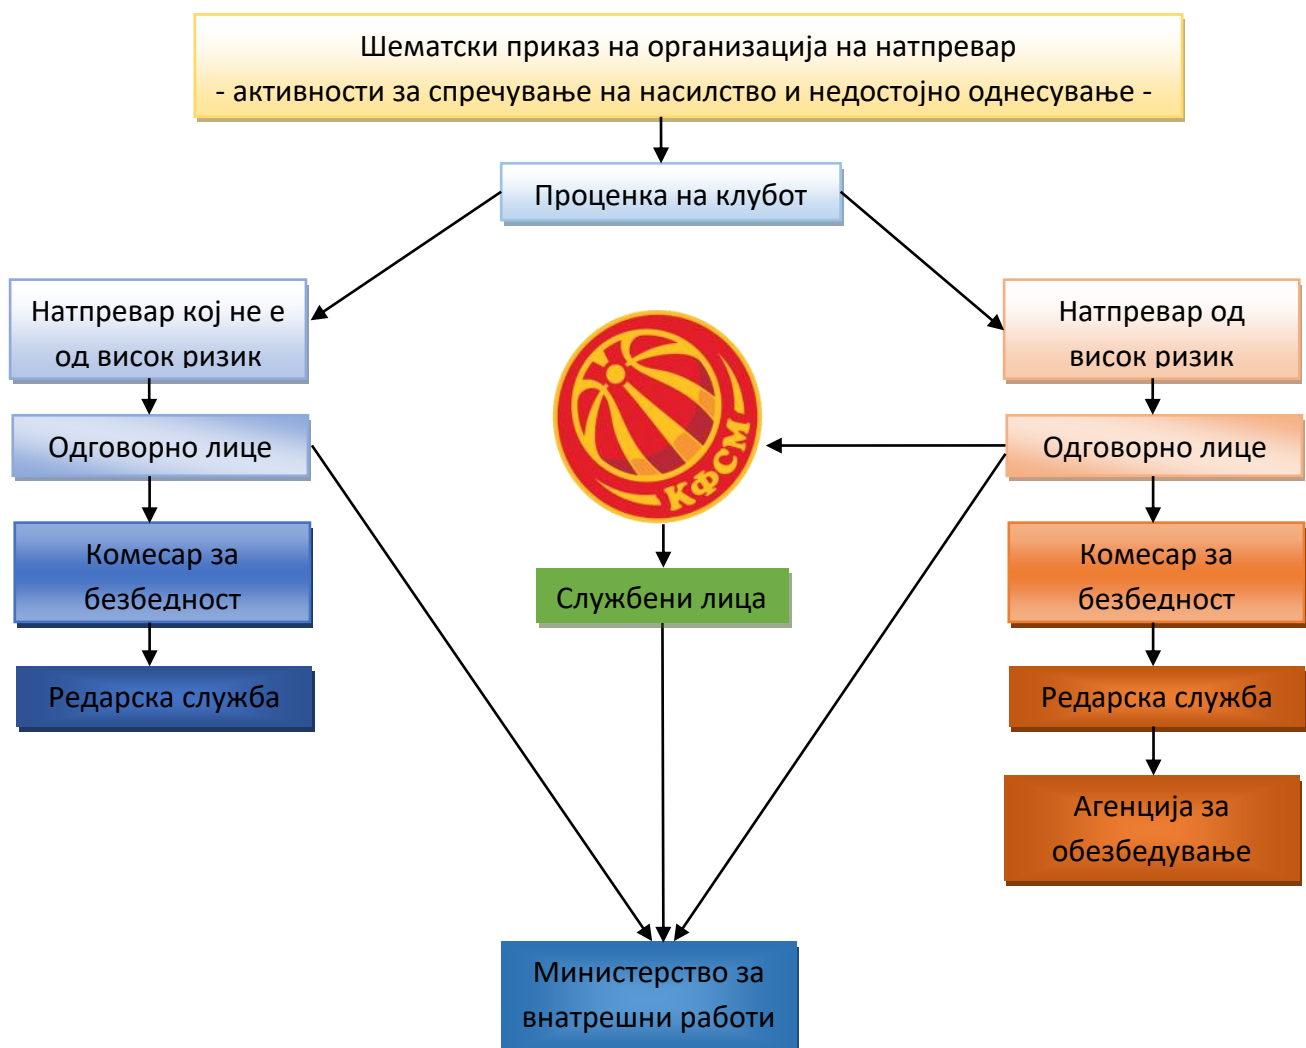 Шематски приказ на организација на натпревар
- активности за спречување на насилство и недостојно однесување -
Проценка на клубот
Натпревар кој не е
од висок ризик
Натпревар од
висок ризик
Одговорно лице
Одговорно лице
КФСМ
Комесар за
безбедност
Комесар за
безбедност
Службени лица
Редарска служба
Редарска служба
Агенција за
обезбедување
Министерство за
внатрешни работи